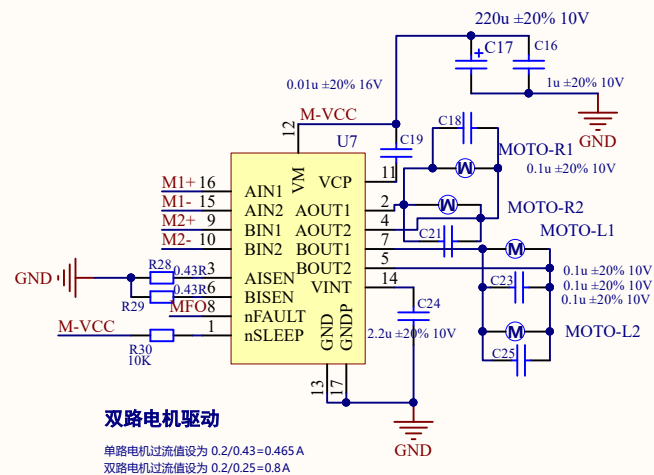 220u ±20% 10V
C17
C16
0.01u ±20% 16V
1u ±20% 10V
M-VCC
GND
12
U7
C19
C18
MOTO-R1
0.1u ±20% 10V
VM
VCP
11
M1+
16
AIN1
M1-
15
AIN2
M2+
9
BIN1
M2-
10
BIN2
AOUT1
2
AOUT2
4
BOUT1
7
BOUT2
5
VINT
14
M
M
MOTO-R2
C21
MOTO-L1
M
GND
R28
0.43R
3
AISEN
R29
0.43R
6
BISEN
MFO
8
nFAULT
M-VCC
1
nSLEEP
R30
10K
GND
GNDP
13
17
C24
2.2u ±20% 10V
0.1u ±20% 10V
C23
0.1u ±20% 10V
0.1u ±20% 10V
M
MOTO-L2
C25
GND
双路电机驱动
单路电机过流值设为 0.2/0.43=0.465A
双路电机过流值设为 0.2/0.25=0.8A